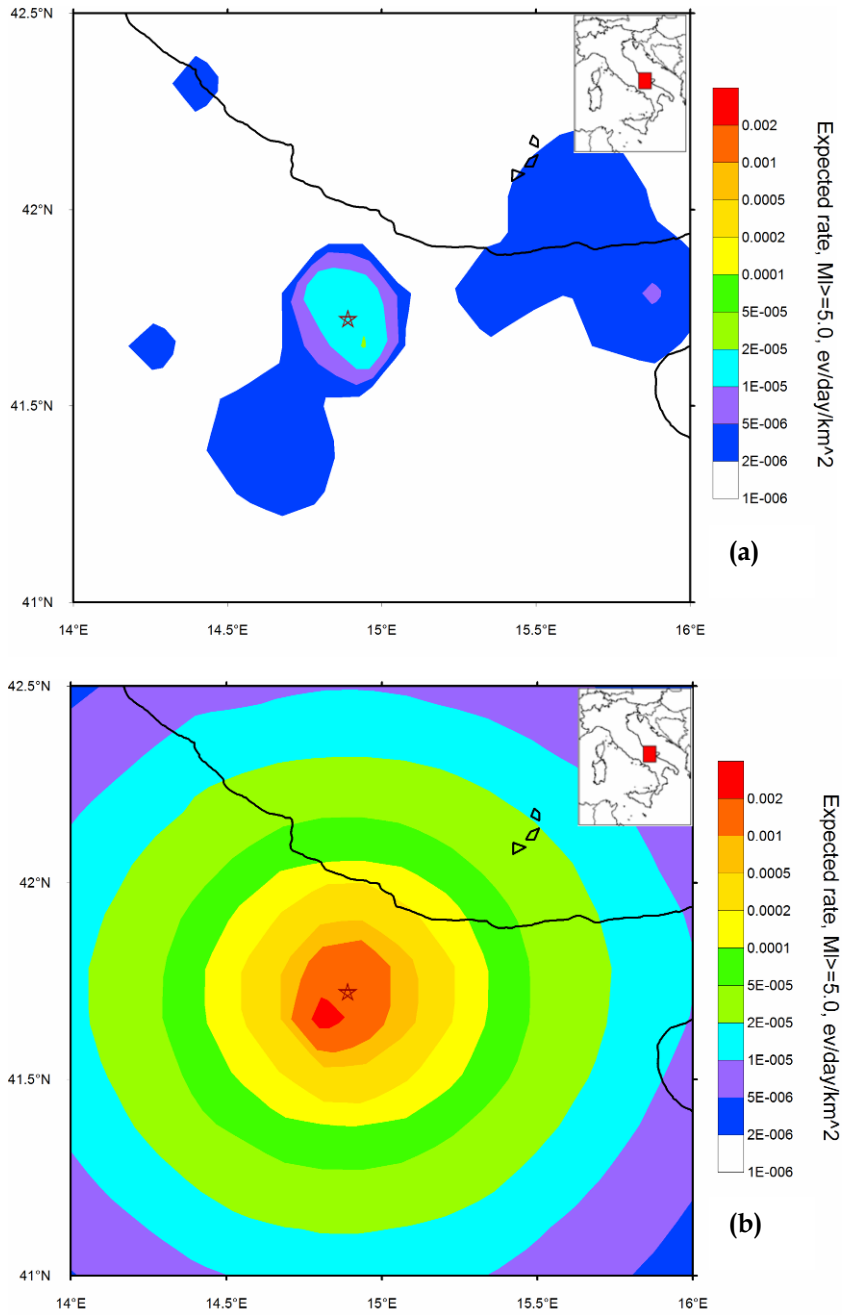 42.5°N
42°N
41.5°N
41°N
14°E 14.5°E 15°E 15.5°E 16°E
0.002
0.001
0.0005
0.0002
0.0001
5E-005
2E-005
1E-005
5E-006
2E-006
1E-006
Expected rate, Ml>=5.0, ev/day/km^2
(a)
42.5°N
42°N
41.5°N
41°N
14°E 14.5°E 15°E 15.5°E 16°E
0.002
0.001
0.0005
0.0002
0.0001
5E-005
2E-005
1E-005
5E-006
2E-006
1E-006
Expected rate, Ml>=5.0, ev/day/km^2
(b)